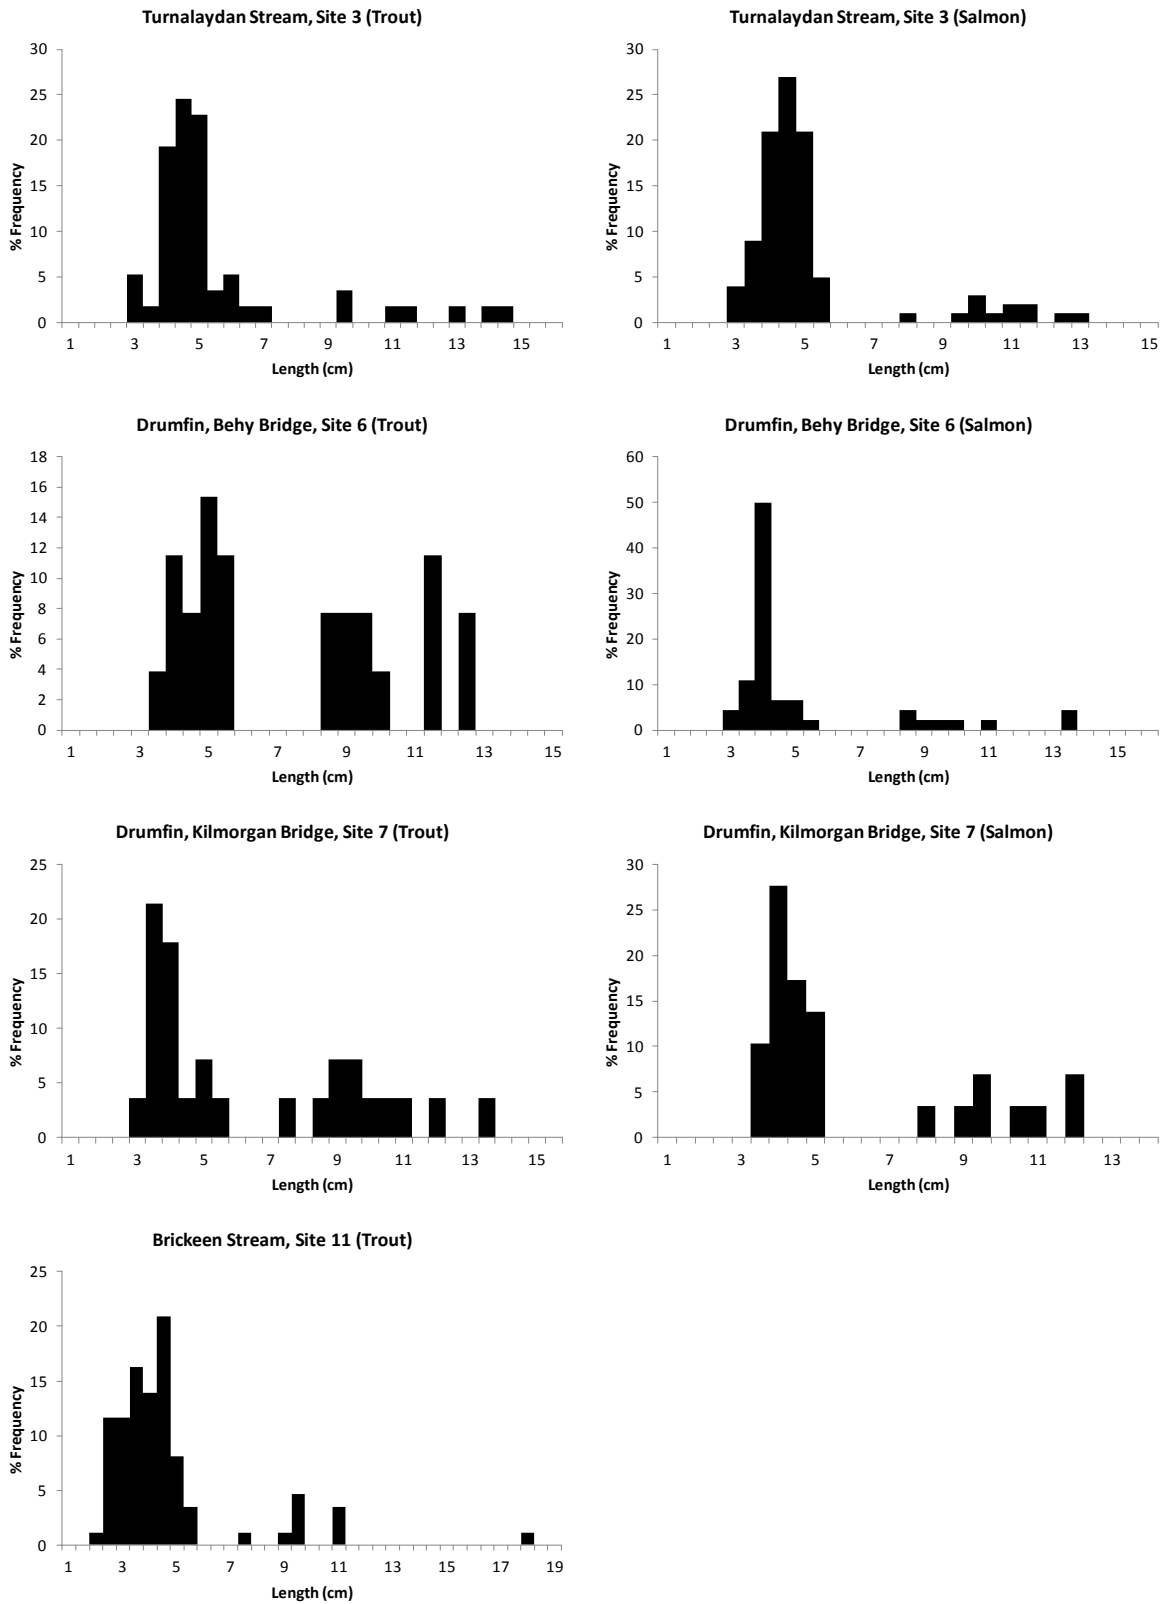 Turnalaydan Stream, Site 3 (Trout)
30
25
20
15
10
5
0
% Frequency
1 3 5 7 9 11 13 15
Length (cm)
Turnalaydan Stream, Site 3 (Salmon)
30
25
20
15
10
5
0
% Frequency
1 3 5 7 9 11 13 15
Length (cm)
Drumfin, Behy Bridge, Site 6 (Trout)
18
16
14
12
10
8
6
4
2
0
% Frequency
1 3 5 7 9 11 13 15
Length (cm)
Drumfin, Behy Bridge, Site 6 (Salmon)
60
50
40
30
20
10
0
% Frequency
1 3 5 7 9 11 13 15
Length (cm)
Drumfin, Kilmorgan Bridge, Site 7 (Trout)
25
20
15
10
5
0
% Frequency
1 3 5 7 9 11 13 15
Length (cm)
Drumfin, Kilmorgan Bridge, Site 7 (Salmon)
30
25
20
15
10
5
0
% Frequency
1 3 5 7 9 11 13
Length (cm)
Brickeen Stream, Site 11 (Trout)
25
20
15
10
5
0
% Frequency
1 3 5 7 9 11 13 15 17 19
Length (cm)